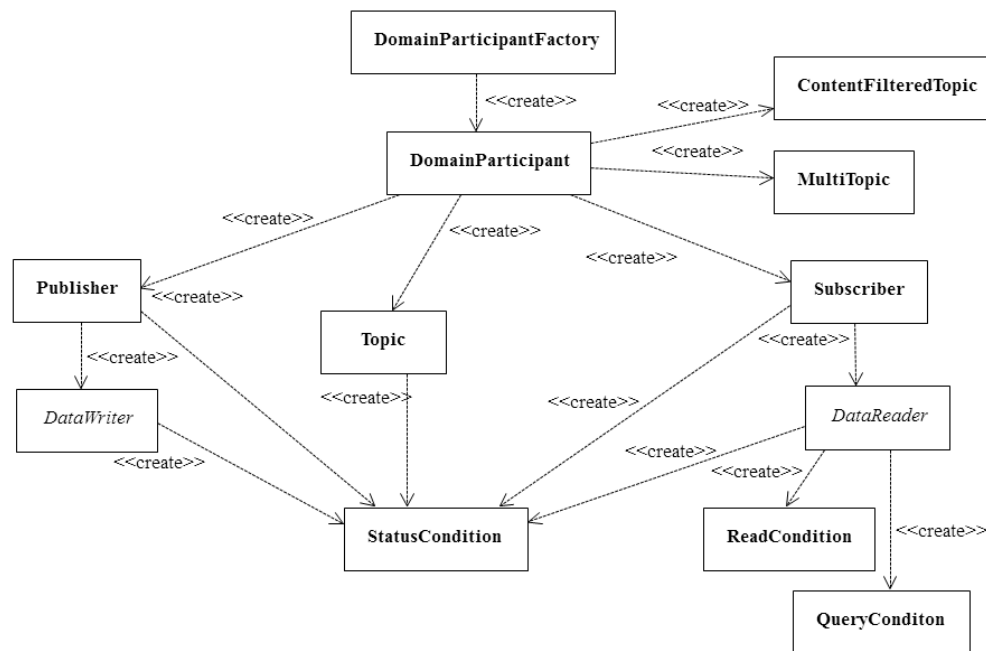 DomainParticipantFactory
<<create>>
ContentFilteredTopic
<<create>>
DomainParticipant
<<create>>
MultiTopic
<<create>>
<<create>>
<<create>>
Publisher
<<create>>
Subscriber
Topic
<<create>>
<<create>>
<<create>>
DataWriter
<<create>>
DataReader
<<create>>
<<create>>
<<create>>
StatusCondition
ReadCondition
<<create>>
QueryConditon